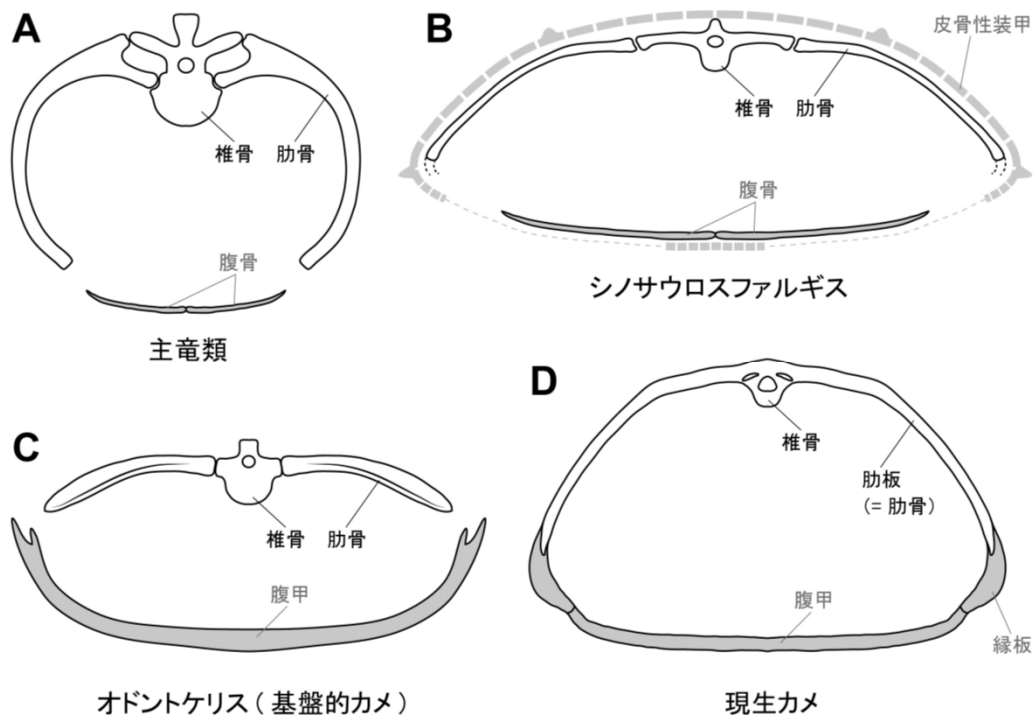 A
椎骨 肋骨
腹骨
主竜類
B
皮骨性装甲
椎骨 肋骨
腹骨
シノサウロスファルギス
C
椎骨 肋骨
腹甲
オドントケリス ( 基盤的カメ )
D
椎骨
肋板
(= 肋骨)
腹甲
縁板
現生カメ